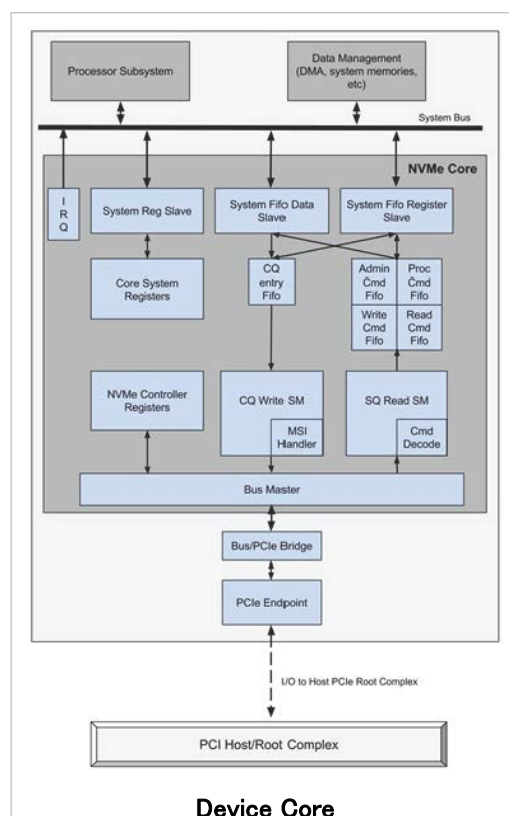 Processor Subsystem
Data Management
(DMA, system memories,
etc)
System Bus
NVMe Core
I
R
Q
System Reg Slave
System Fifo Data
Slave
System Fifo Register
Slave
Core System
Registers
CQ
entry
Fifo
Admin
Cmd
Fifo
Proc
Cmd
Fifo
Write
Cmd
Fifo
Read
Cmd
Fifo
NVMe Controller
Registers
CQ Write SM
MSI
Handler
SQ Read SM
Cmd
Decode
Bus Master
Bus/PCIe Bridge
PCIe Endpoint
I/O to Host PCIe Root Complex
PCI Host/Root Complex
Device Core